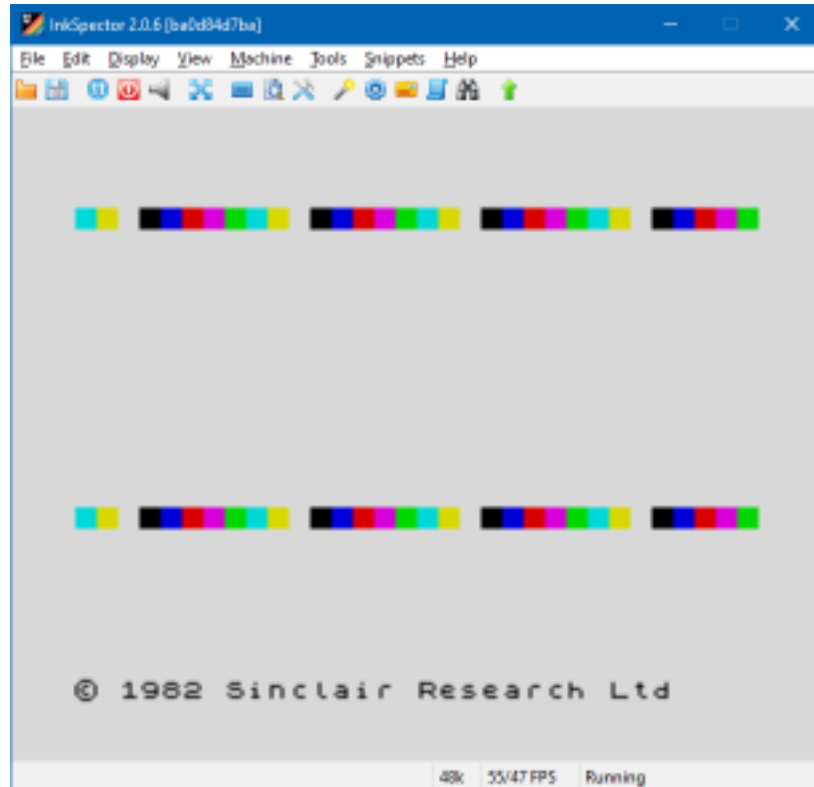 InkSpector 2.0.6 [ba0d84d7ba]
File Edit Display View Machine Tools Snippets Help
© 1982 Sinclair Research Ltd
48k 55/47 FPS Running